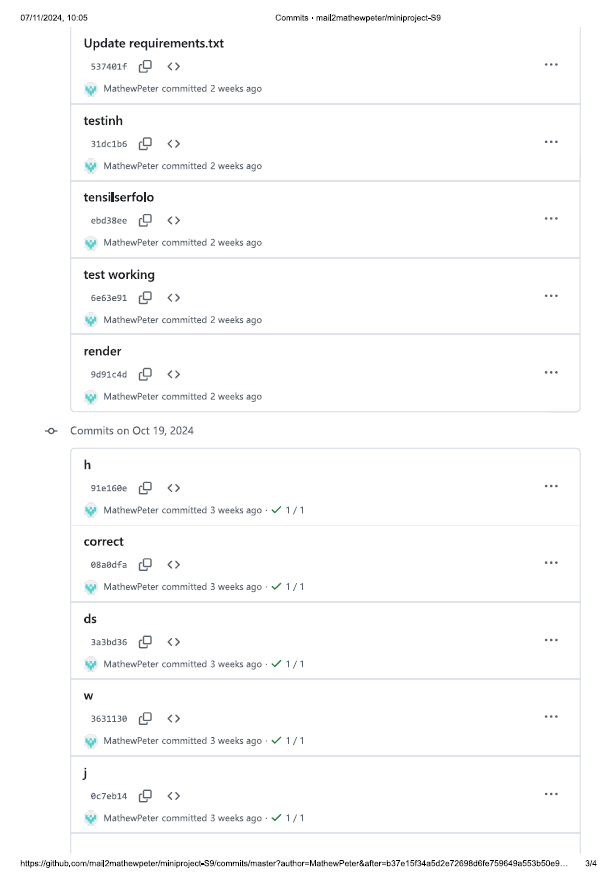 07/11/2024, 10:05 Commits · mail2mathewpeter/miniproject-S9
Update requirements.txt
537401f
MathewPeter committed 2 weeks ago
testinh
31dc1b6
MathewPeter committed 2 weeks ago
tensilserfolo
ebd38ee
MathewPeter committed 2 weeks ago
test working
6e63e91
MathewPeter committed 2 weeks ago
render
9d91c4d
MathewPeter committed 2 weeks ago
Commits on Oct 19, 2024
h
91e160e
MathewPeter committed 3 weeks ago · ✓ 1 / 1
correct
08a0dfa
MathewPeter committed 3 weeks ago · ✓ 1 / 1
ds
3a3bd36
MathewPeter committed 3 weeks ago · ✓ 1 / 1
w
3631130
MathewPeter committed 3 weeks ago · ✓ 1 / 1
j
0c7eb14
MathewPeter committed 3 weeks ago · ✓ 1 / 1
https://github.com/mail2mathewpeter/miniproject-S9/commits/master?author=MathewPeter&after=b37e15f34a5d2e72698d6fe759649a553b50e9... 3/4